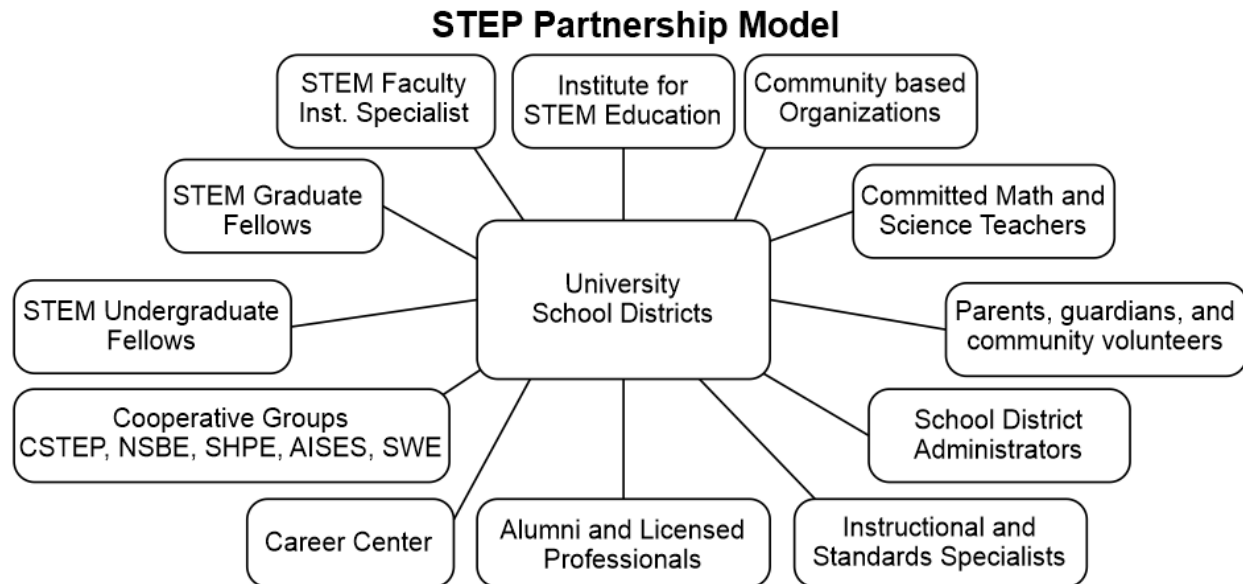 STEP Partnership Model
STEM Faculty
Inst. Specialist
Institute for
STEM Education
Community based
Organizations
STEM Graduate
Fellows
Committed Math and
Science Teachers
University
School Districts
STEM Undergraduate
Fellows
Parents, guardians, and
community volunteers
Cooperative Groups
CSTEP, NSBE, SHPE, AISES, SWE
School District
Administrators
Career Center
Alumni and Licensed
Professionals
Instructional and
Standards Specialists